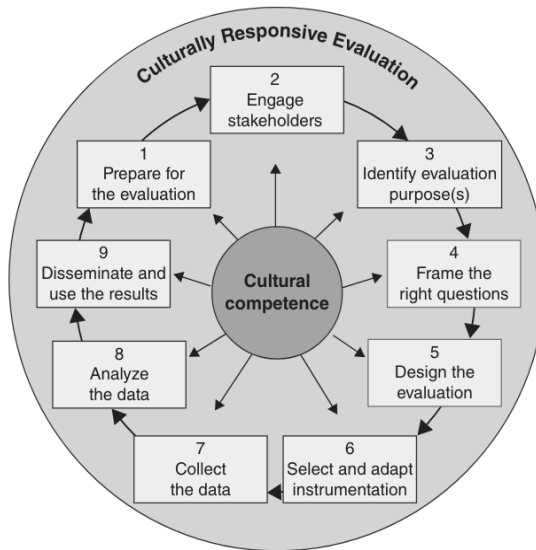 Culturally Responsive Evaluation
1
Prepare for
the evaluation
2
Engage
stakeholders
3
Identify evaluation
purpose(s)
4
Frame the
right questions
5
Design the
evaluation
6
Select and adapt
instrumentation
7
Collect
the data
8
Analyze
the data
9
Disseminate and
use the results
Cultural
competence